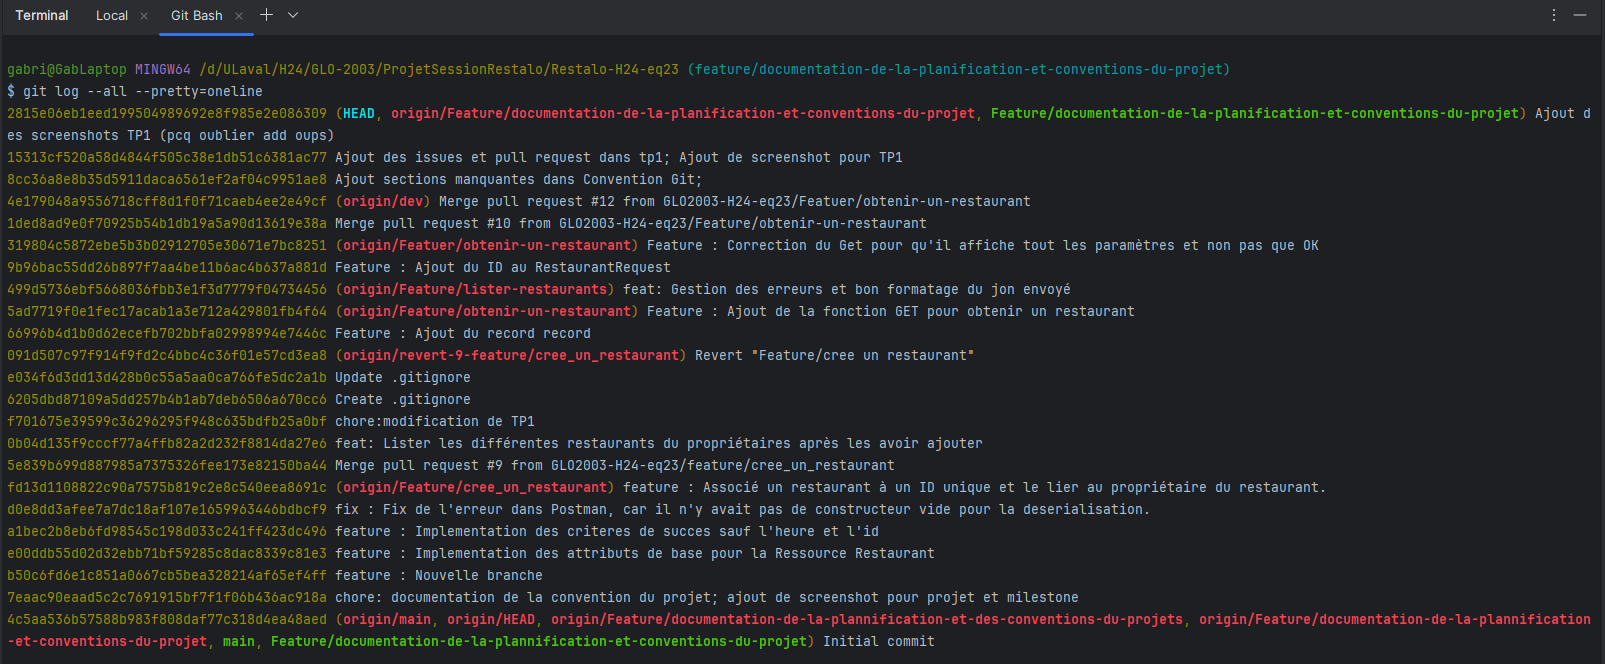 Terminal Local × Git Bash × +
gabri@GabLaptop MINGW64 /d/ULaval/H24/GLO-2003/ProjetSessionRestalo/Restalo-H24-eq23 (feature/documentation-de-la-planification-et-conventions-du-projet)
$ git log --all --pretty=oneline
2815e06eb1eed199504989692e8f985e2e086309 (HEAD, origin/Feature/documentation-de-la-planification-et-conventions-du-projet, Feature/documentation-de-la-planification-et-conventions-du-projet) Ajout d
es screenshots TP1 (pcq oublier add oups)
15313cf520a58d4844f505c38e1db51c6381ac77 Ajout des issues et pull request dans tp1; Ajout de screenshot pour TP1
8cc36a8e8b35d5911daca6561ef2af04c9951ae8 Ajout sections manquantes dans Convention Git;
4e179048a9556718cff8d1f0f71caeb4ee2e49cf (origin/dev) Merge pull request #12 from GLO2003-H24-eq23/Featuer/obtenir-un-restaurant
1ded8ad9e0f70925b54b1db19a5a90d13619e38a Merge pull request #10 from GLO2003-H24-eq23/Feature/obtenir-un-restaurant
319804c5872ebe5b3b02912705e30671e7bc8251 (origin/Featuer/obtenir-un-restaurant) Feature : Correction du Get pour qu'il affiche tout les paramètres et non pas que OK
9b96bac55dd26b897f7aa4be11b6ac4b637a881d Feature : Ajout du ID au RestaurantRequest
499d5736ebf5668036fbb3e1f3d7779f04734456 (origin/Feature/lister-restaurants) feat: Gestion des erreurs et bon formatage du jon envoyé
5ad7719f0e1fec17acab1a3e712a429801fb4f64 (origin/Feature/obtenir-un-restaurant) Feature : Ajout de la fonction GET pour obtenir un restaurant
66996b4d1b0d62ecefb702bbfa02998994e7446c Feature : Ajout du record record
091d507c97f914f9fd2c4bbc4c36f01e57cd3ea8 (origin/revert-9-feature/cree_un_restaurant) Revert "Feature/cree un restaurant"
e034f6d3dd13d428b0c55a5aa0ca766fe5dc2a1b Update .gitignore
6205dbd87109a5dd257b4b1ab7deb6506a670cc6 Create .gitignore
f701675e39599c36296295f948c635bdfb25a0bf chore:modification de TP1
0b04d135f9cccf77a4ffb82a2d232f8814da27e6 feat: Lister les différentes restaurants du propriétaires après les avoir ajouter
5e839b699d887985a7375326fee173e82150ba44 Merge pull request #9 from GLO2003-H24-eq23/feature/cree_un_restaurant
fd13d1108822c90a7575b819c2e8c540eea8691c (origin/Feature/cree_un_restaurant) feature : Associé un restaurant à un ID unique et le lier au propriétaire du restaurant.
d0e8dd3afee7a7dc18af107e1659963446bdbcf9 fix : Fix de l'erreur dans Postman, car il n'y avait pas de constructeur vide pour la deserialisation.
a1bec2b8eb6fd98545c198d033c241ff423dc496 feature : Implementation des criteres de succes sauf l'heure et l'id
e00ddb55d02d32ebb71bf59285c8dac8339c81e3 feature : Implementation des attributs de base pour la Ressource Restaurant
b50c6fd6e1c851a0667cb5bea328214af65ef4ff feature : Nouvelle branche
7eaac90eaad5c2c7691915bf7f1f06b436ac918a chore: documentation de la convention du projet; ajout de screenshot pour projet et milestone
4c5aa536b57588b983f808daf77c318d4ea48aed (origin/main, origin/HEAD, origin/Feature/documentation-de-la-plannification-et-des-conventions-du-projets, origin/Feature/documentation-de-la-plannification
-et-conventions-du-projet, main, Feature/documentation-de-la-plannification-et-conventions-du-projet) Initial commit